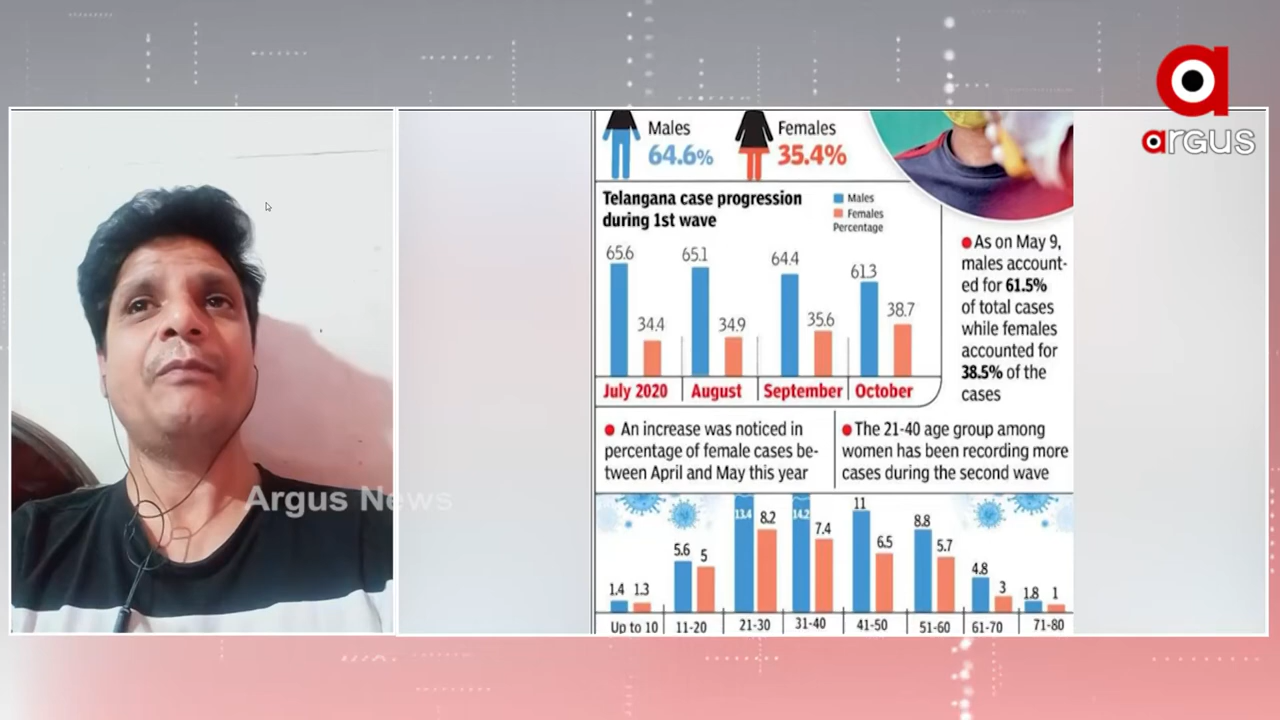 argus
Males
64.6%
Females
35.4%
Telangana case progression
during 1st wave
Males
Females
Percentage
65.6
34.4
65.1
34.9
64.4
35.6
61.3
38.7
July 2020
August
September
October
As on May 9,
males account-
ed for 61.5%
of total cases
while females
accounted for
38.5% of the
cases
An increase was noticed in
percentage of female cases be-
tween April and May this year
The 21-40 age group among
women has been recording more
cases during the second wave
1.4 1.3
5.6 5
13.4 8.2
14.2 7.4
11 6.5
8.8 5.7
4.8 3
1.8 1
Up to 10
11-20
21-30
31-40
41-50
51-60
61-70
71-80
Argus News